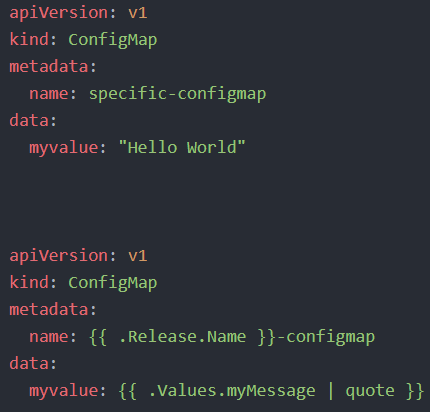 apiVersion: v1
kind: ConfigMap
metadata:
  name: specific-configmap
data:
  myvalue: "Hello World"
apiVersion: v1
kind: ConfigMap
metadata:
  name: {{ .Release.Name }}-configmap
data:
  myvalue: {{ .Values.myMessage | quote }}